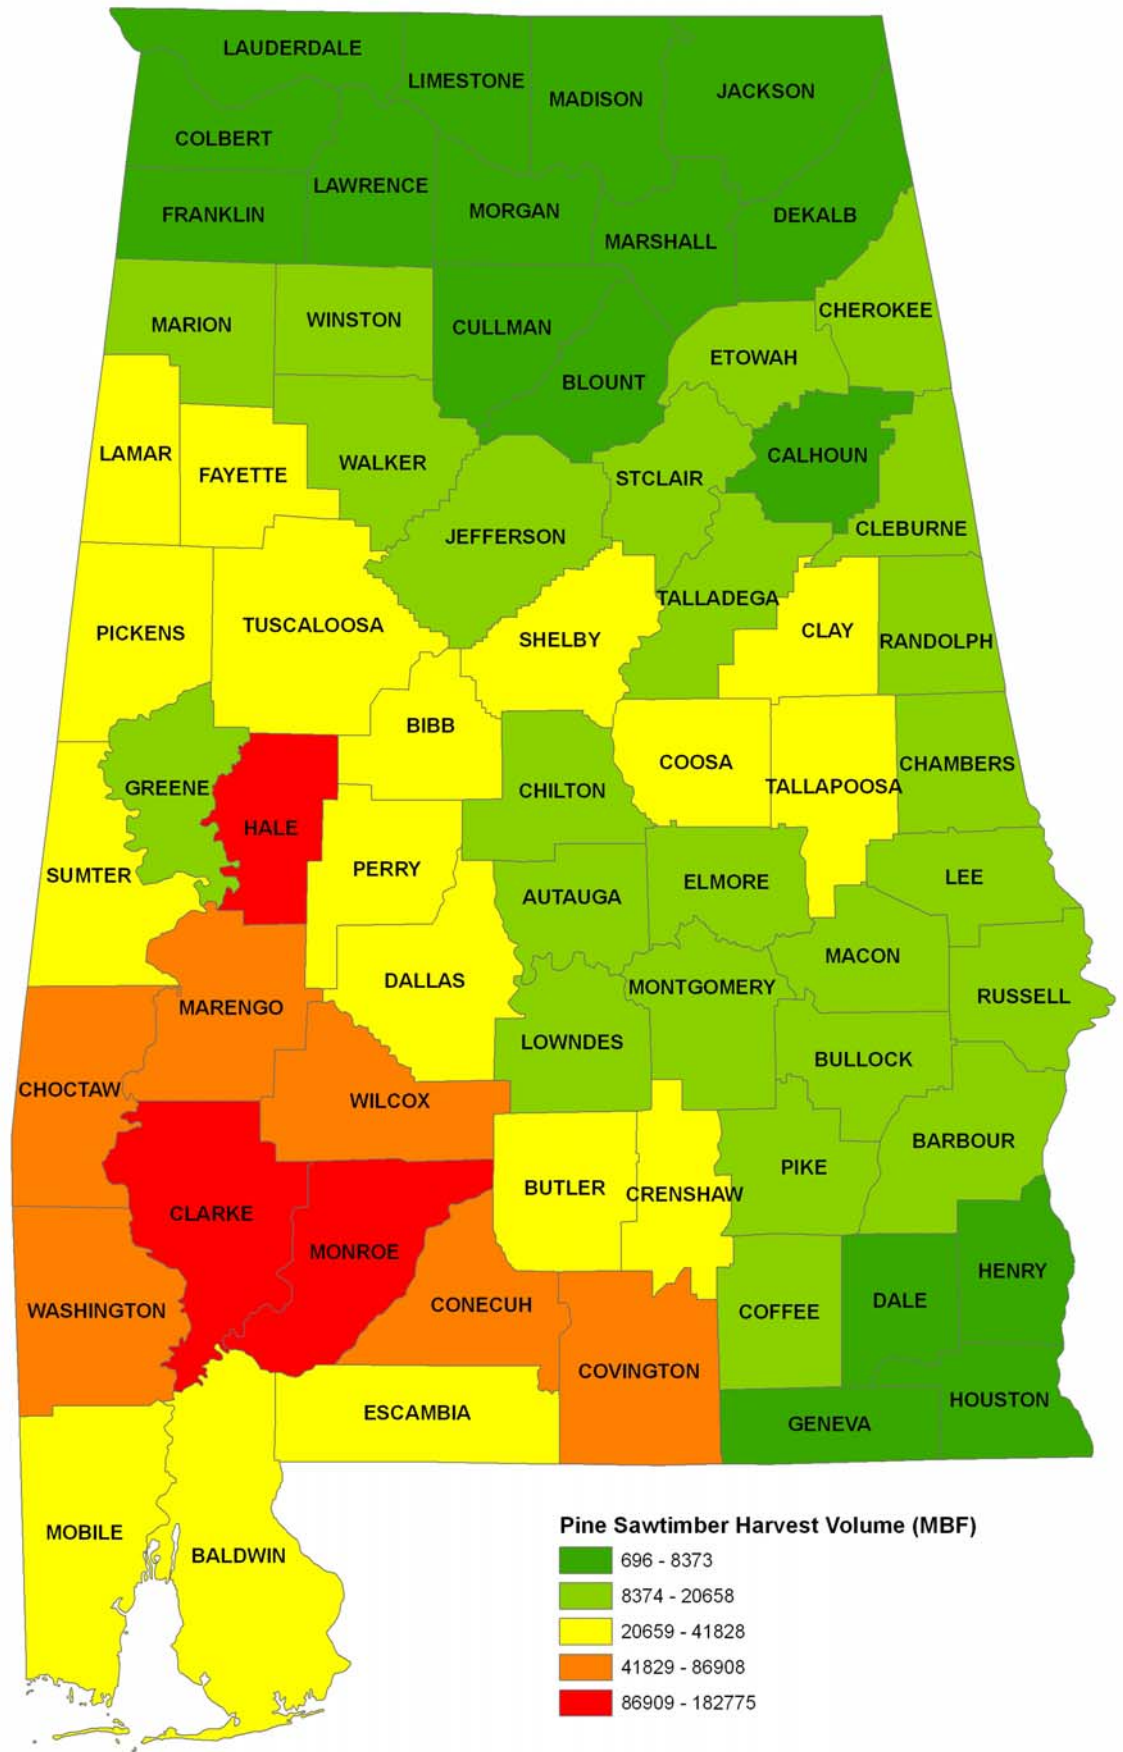 LAUDERDALE
LIMESTONE
MADISON
JACKSON
COLBERT
LAWRENCE
FRANKLIN
MORGAN
MARSHALL
DEKALB
CHEROKEE
MARION
WINSTON
CULLMAN
ETOWAH
BLOUNT
LAMAR
FAYETTE
WALKER
STCLAIR
CALHOUN
JEFFERSON
CLEBURNE
PICKENS
TUSCALOOSA
SHELBY
TALLADEGA
CLAY
RANDOLPH
BIBB
GREENE
HALE
CHILTON
COOSA
TALLAPOOSA
CHAMBERS
SUMTER
PERRY
AUTAUGA
ELMORE
LEE
MARENGO
DALLAS
MONTGOMERY
MACON
RUSSELL
LOWNDES
BULLOCK
CHOCTAW
WILCOX
BARBOUR
CLARKE
BUTLER
CRENSHAW
PIKE
MONROE
WASHINGTON
CONECUH
COFFEE
DALE
HENRY
COVINGTON
ESCAMBIA
GENEVA
HOUSTON
MOBILE
BALDWIN
Pine Sawtimber Harvest Volume (MBF)
696 - 8373
8374 - 20658
20659 - 41828
41829 - 86908
86909 - 182775